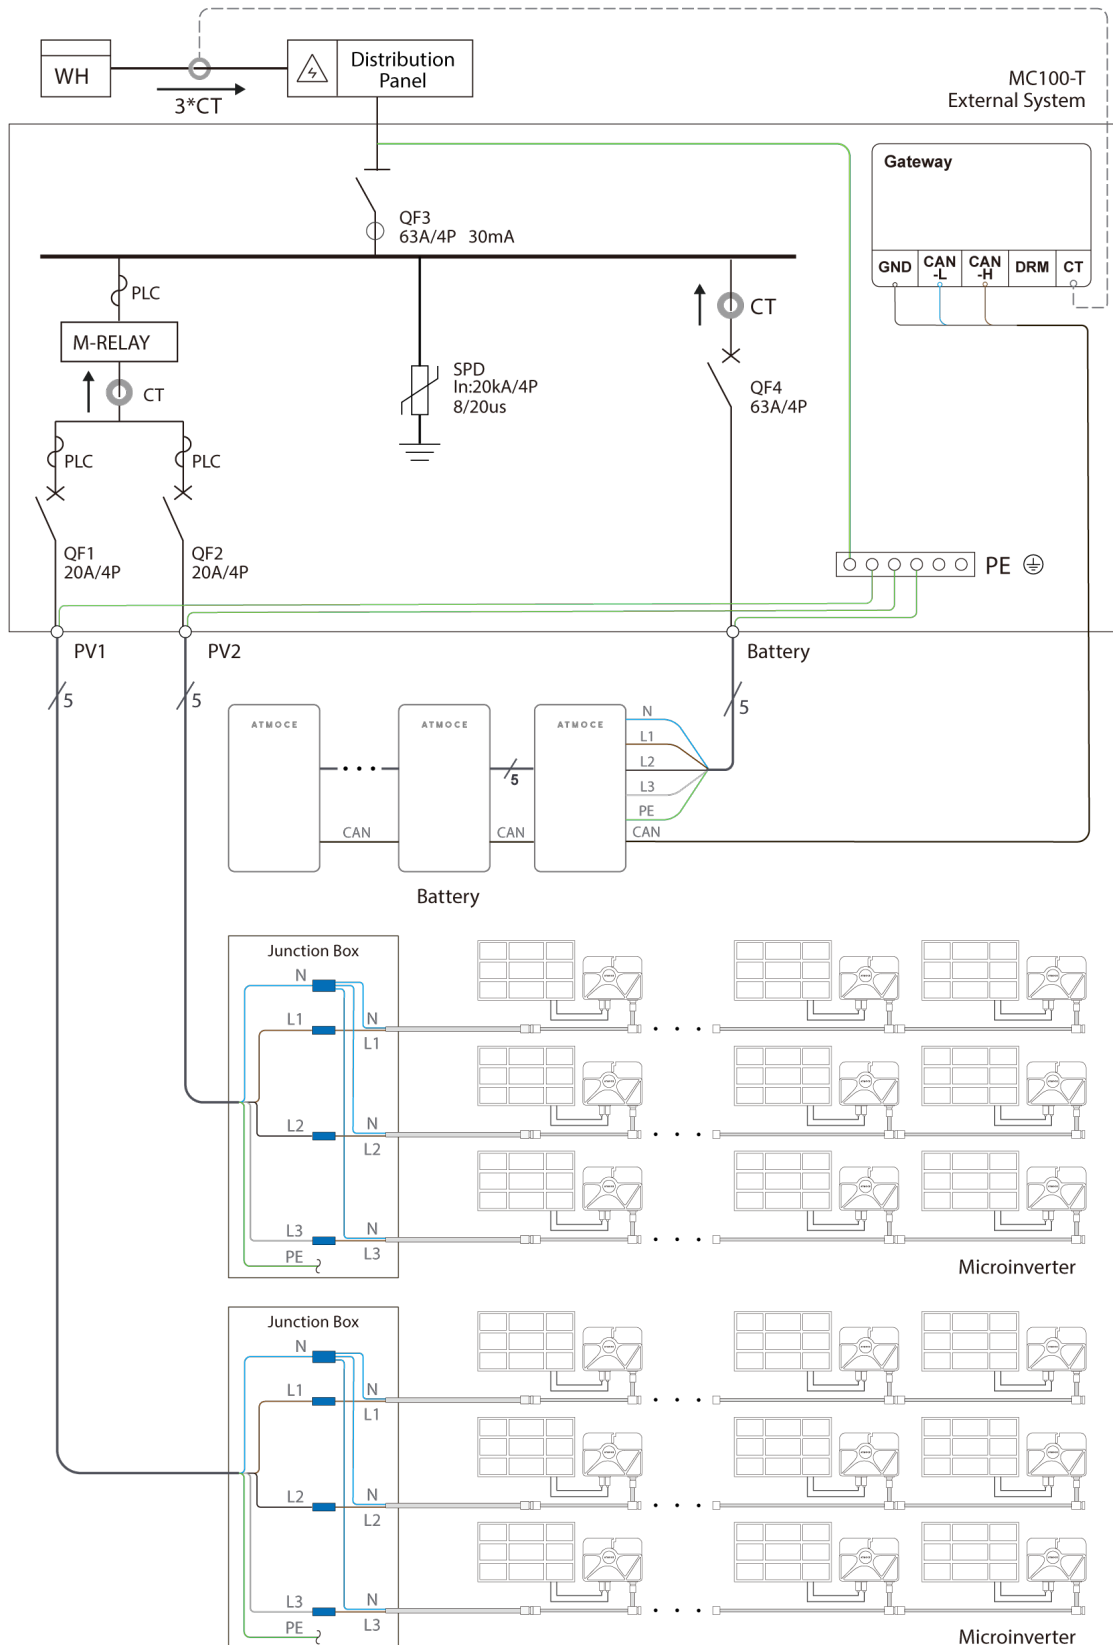 WH
3*CT
Distribution
Panel
MC100-T
External System
Gateway
GND
CAN
-L
CAN
-H
DRM
CT
QF3
63A/4P 30mA
PLC
M-RELAY
CT
PLC
PLC
QF1
20A/4P
QF2
20A/4P
SPD
In:20kA/4P
8/20us
CT
QF4
63A/4P
PE
PV1
PV2
Battery
5
5
5
ATMOCE
ATMOCE
ATMOCE
5
N
L1
L2
L3
PE
CAN
CAN
CAN
Battery
Junction Box
N
L1
N
L1
L2
N
L2
L3
N
L3
PE
Microinverter
Junction Box
N
L1
N
L1
L2
N
L2
L3
N
L3
PE
Microinverter